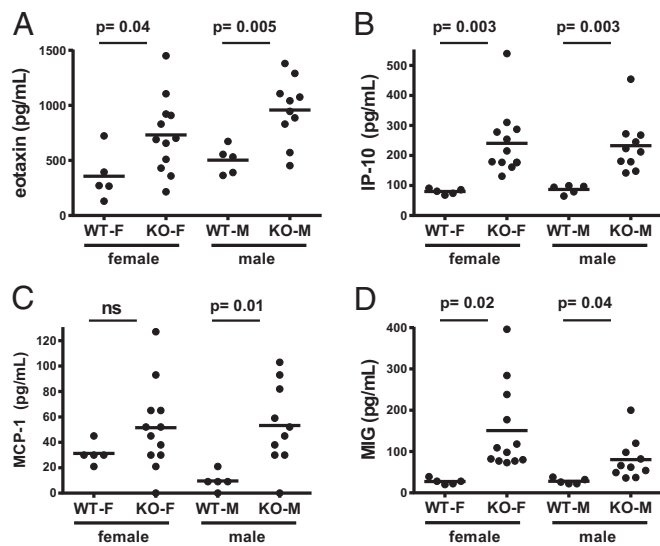 A
p= 0.04
p= 0.005
eotaxin (pg/mL)
1500
1000
500
0
WT-F
KO-F
WT-M
KO-M
female
male
B
p= 0.003
p= 0.003
IP-10 (pg/mL)
500
400
300
200
100
0
WT-F
KO-F
WT-M
KO-M
female
male
C
ns
p= 0.01
MCP-1 (pg/mL)
120
100
80
60
40
20
0
WT-F
KO-F
WT-M
KO-M
female
male
D
p= 0.02
p= 0.04
MIG (pg/mL)
400
300
200
100
0
WT-F
KO-F
WT-M
KO-M
female
male